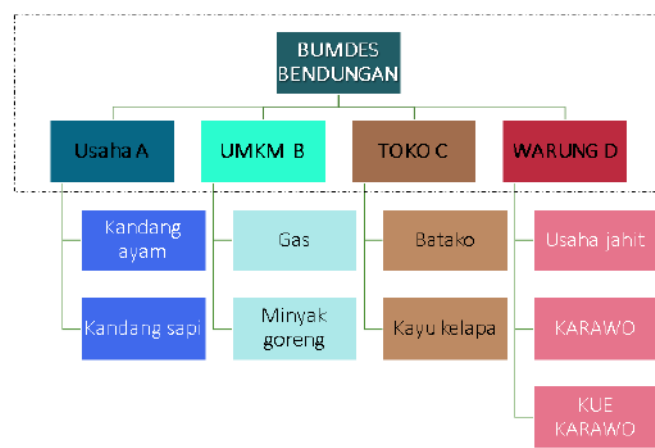 BUMDES
BENDUNGAN
Usaha A
UMKM B
TOKO C
WARUNG D
Kandang
ayam
Gas
Batako
Usaha jahit
Kandang sapi
Minyak
goreng
Kayu kelapa
KARAWO
KUE
KARAWO